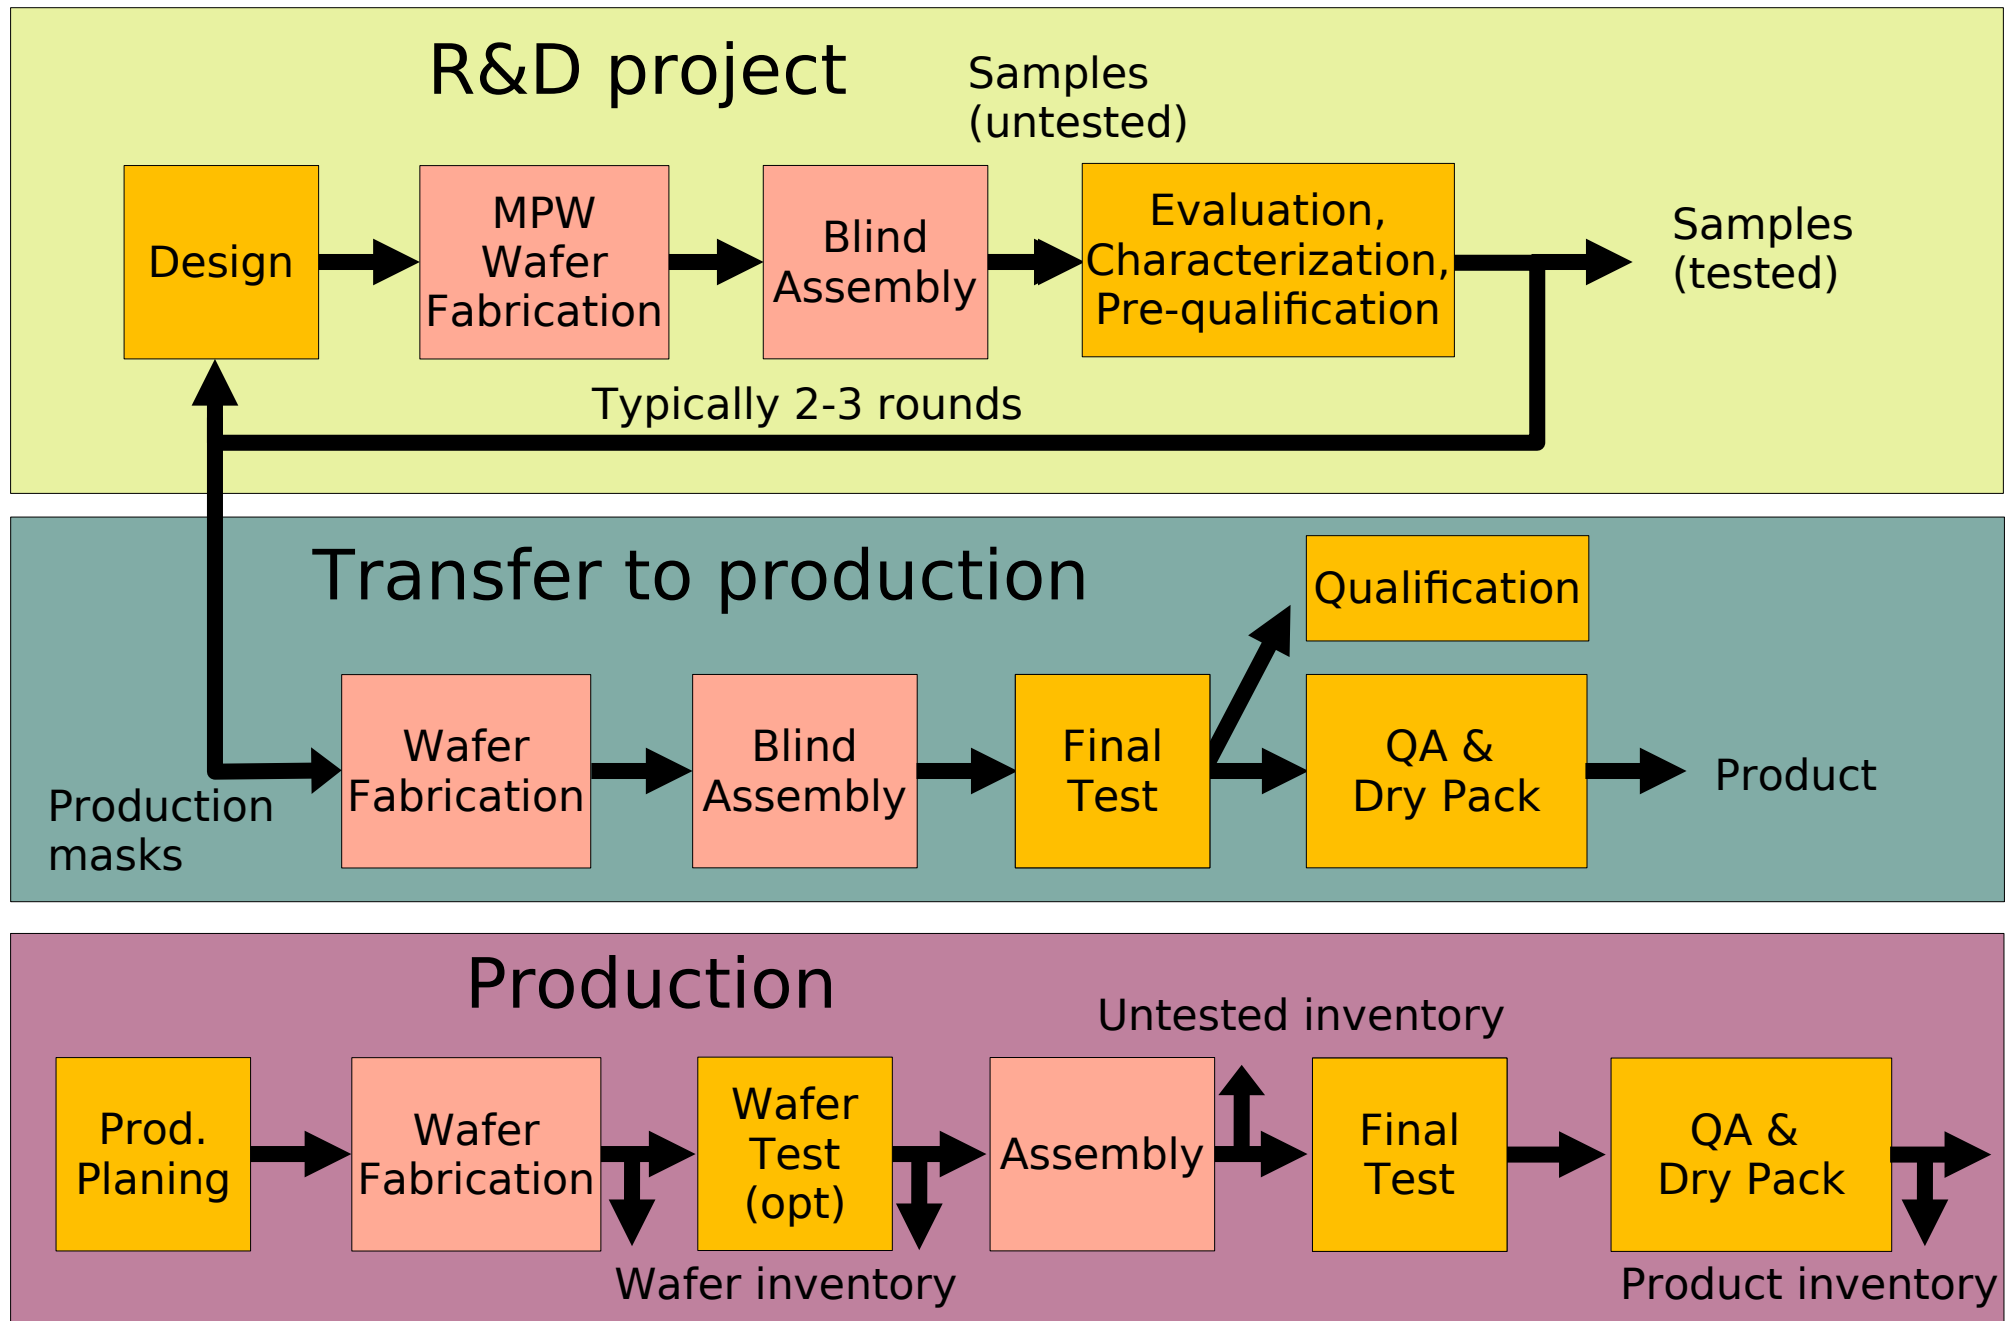 R&D project
Samples
(untested)
Design
MPW
Wafer
Fabrication
Blind
Assembly
Evaluation,
Characterization,
Pre-qualification
Samples
(tested)
Typically 2-3 rounds
Transfer to production
Qualification
Production
masks
Wafer
Fabrication
Blind
Assembly
Final
Test
QA &
Dry Pack
Product
Production
Untested inventory
Prod.
Planing
Wafer
Fabrication
Wafer
Test
(opt)
Assembly
Final
Test
QA &
Dry Pack
Wafer inventory
Product inventory